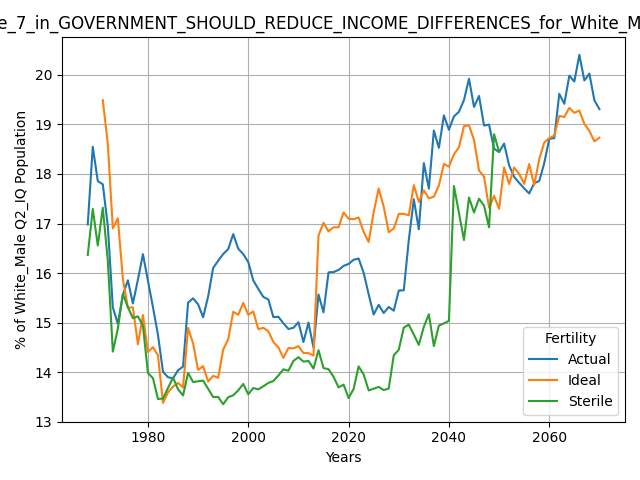 e_7_in_GOVERNMENT_SHOULD_REDUCE_INCOME_DIFFERENCES_for_White_M
% of White_Male Q2_IQ Population
20
19
18
17
16
15
14
13
1980
2000
2020
2040
2060
Years
Fertility
Actual
Ideal
Sterile